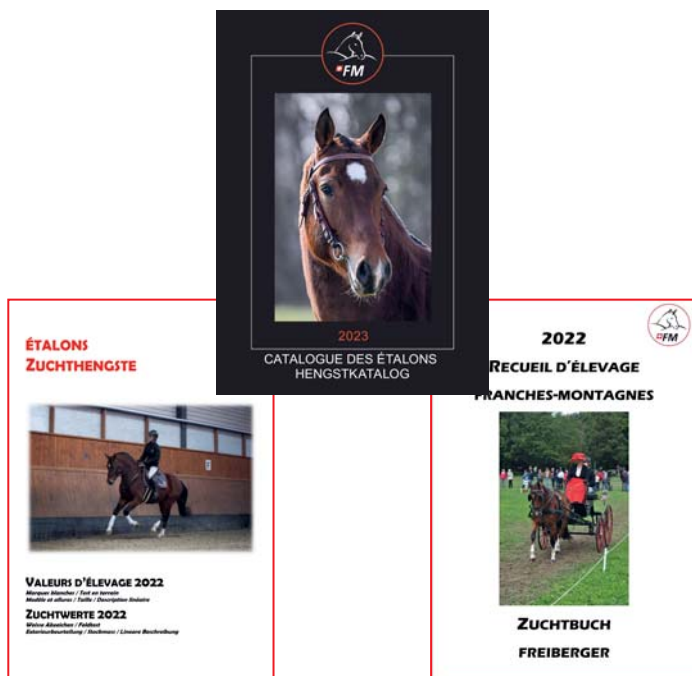 FM
2023
CATALOGUE DES ÉTALONS
HENGSTKATALOG
ÉTALONS
ZUCHTHENGSTE
VALEURS D'ÉLEVAGE 2022
Marques blanches / Test en terrain
Modèle et allures / Taille / Description linéaire
ZUCHTWERTE 2022
Weisse Abzeichen / Feldtest
Exterieurbeurteilung / Stockmass / Lineare Beschreibung
FM
2022
RECUEIL D'ÉLEVAGE
FRANCHES-MONTAGNES
ZUCHTBUCH
FREIBERGER